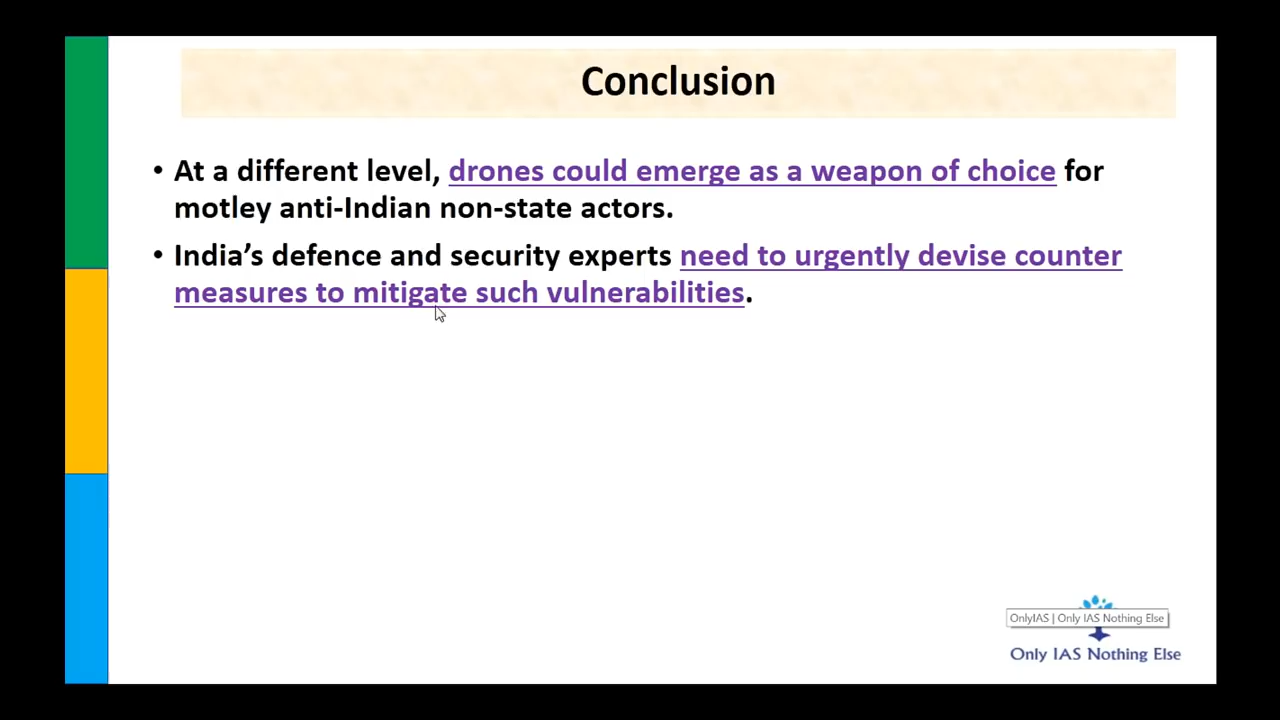 Conclusion
• At a different level, drones could emerge as a weapon of choice for
motley anti-Indian non-state actors.
• India’s defence and security experts need to urgently devise counter
measures to mitigate such vulnerabilities.
OnlyIAS | Only IAS Nothing Else
Only IAS Nothing Else